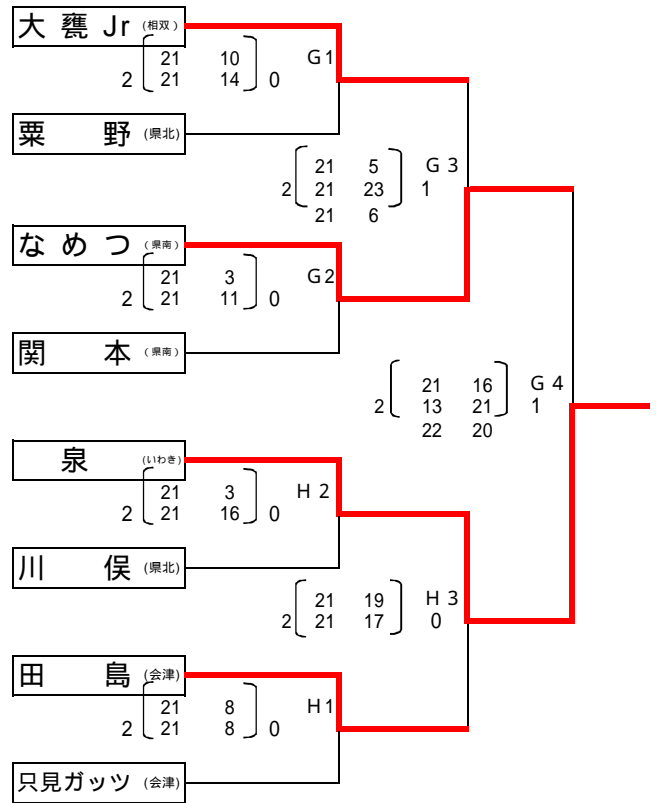 大 甕 Jr (相双)
21 10 G1
2 21 14 0
粟 野 (県北)
21 5 G 3
2 21 23 1
21 6
な め つ (県南)
21 3 G2
2 21 11 0
関 本 (県南)
21 16 G 4
2 13 21 1
22 20
泉 (いわき)
21 3 H 2
2 21 16 0
川 俣 (県北)
21 19 H 3
2 21 17 0
田 島 (会津)
21 8 H1
2 21 8 0
只見ガッツ (会津)